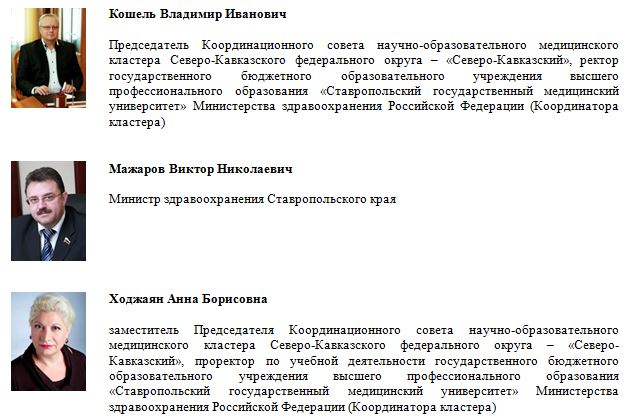 Кошель Владимир Иванович
Председатель Координационного совета научно-образовательного медицинского
кластера Северо-Кавказского федерального округа – «Северо-Кавказский», ректор
государственного бюджетного образовательного учреждения высшего
профессионального образования «Ставропольский государственный медицинский
университет» Министерства здравоохранения Российской Федерации (Координатора
кластера)
Мажаров Виктор Николаевич
Министр здравоохранения Ставропольского края
Ходжаян Анна Борисовна
заместитель Председателя Координационного совета научно-образовательного
медицинского кластера Северо-Кавказского федерального округа – «Северо-
Кавказский», проректор по учебной деятельности государственного бюджетного
образовательного учреждения высшего профессионального образования
«Ставропольский государственный медицинский университет» Министерства
здравоохранения Российской Федерации (Координатора кластера)